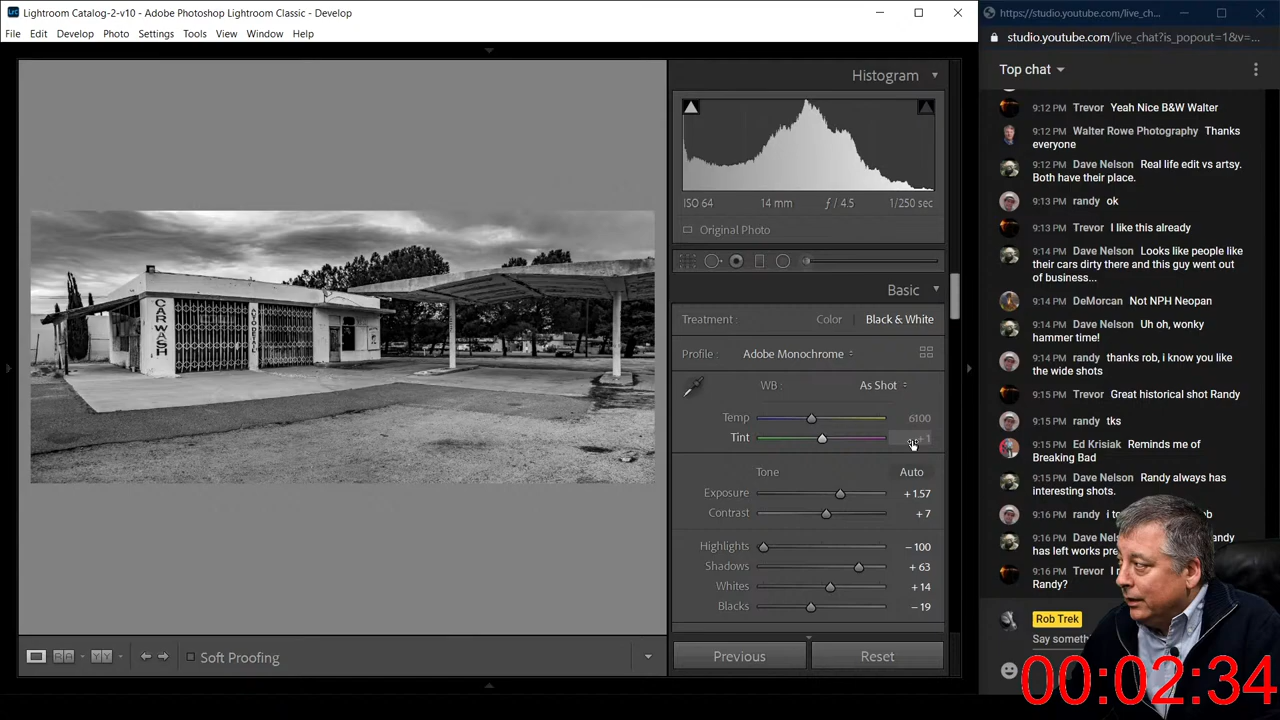 Lightroom Catalog-2-v10 - Adobe Photoshop Lightroom Classic - Develop
File Edit Develop Photo Settings Tools View Window Help
CAR WASH
Soft Proofing
Histogram
ISO 64 14 mm ƒ / 4.5 1/250 sec
Original Photo
Basic
Treatment : Color Black & White
Profile : Adobe Monochrome
WB : As Shot
Temp 6100
Tint + 1
Tone Auto
Exposure + 1.57
Contrast + 7
Highlights − 100
Shadows + 63
Whites + 14
Blacks − 19
Previous Reset
https://studio.youtube.com/live_ch...
studio.youtube.com/live_chat?is_popout=1&v=...
Top chat
9:12 PM Trevor Yeah Nice B&W Walter
9:12 PM Walter Rowe Photography Thanks
everyone
9:12 PM Dave Nelson Real life edit vs artsy.
Both have their place.
9:13 PM randy ok
9:13 PM Trevor I like this already
9:14 PM Dave Nelson Looks like people like
their cars dirty there and this guy went out
of business...
9:14 PM DeMorcan Not NPH Neopan
9:14 PM Dave Nelson Uh oh, wonky
hammer time!
9:14 PM randy thanks rob, i know you like
the wide shots
9:15 PM Trevor Great historical shot Randy
9:15 PM randy tks
9:15 PM Ed Krisiak Reminds me of
Breaking Bad
9:15 PM Dave Nelson Randy always has
interesting shots.
9:16 PM randy i
9:16 PM Dave
has left works
9:16 PM Trevor I
Randy?
Rob Trek
Say
00:02:34